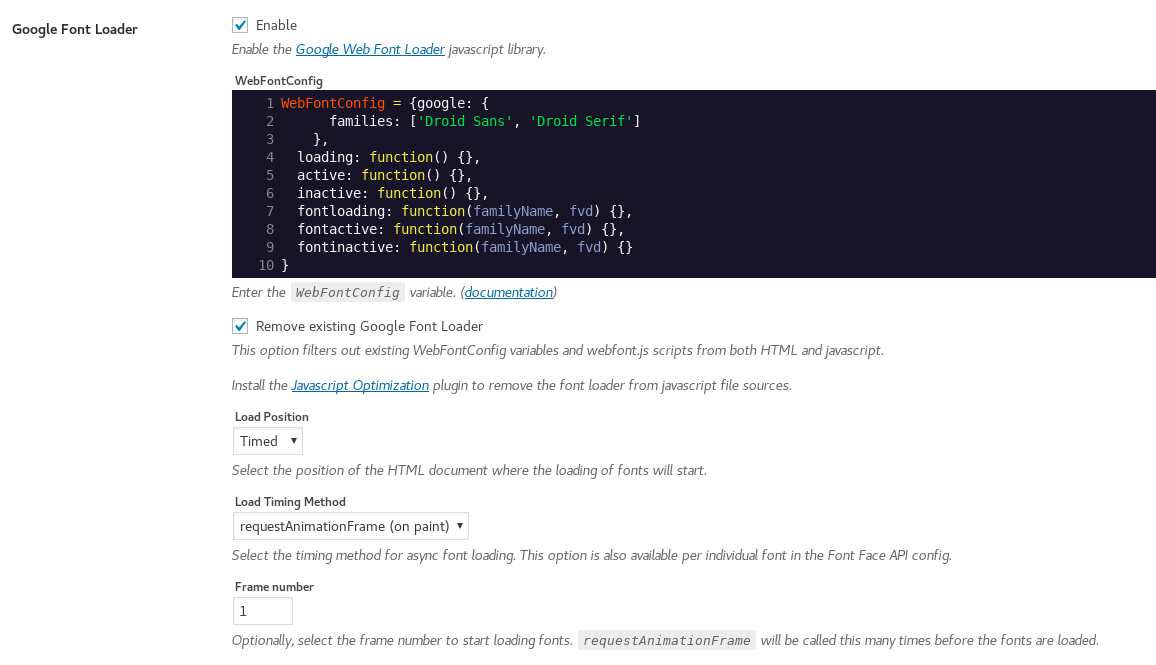 Google Font Loader
Enable
Enable the Google Web Font Loader javascript library.
WebFontConfig
1 WebFontConfig = {google: {
2       families: ['Droid Sans', 'Droid Serif']
3     },
4   loading: function() {},
5   active: function() {},
6   inactive: function() {},
7   fontloading: function(familyName, fvd) {},
8   fontactive: function(familyName, fvd) {},
9   fontinactive: function(familyName, fvd) {}
10 }
Enter the WebFontConfig variable. (documentation)
Remove existing Google Font Loader
This option filters out existing WebFontConfig variables and webfont.js scripts from both HTML and javascript.
Install the Javascript Optimization plugin to remove the font loader from javascript file sources.
Load Position
Timed
Select the position of the HTML document where the loading of fonts will start.
Load Timing Method
requestAnimationFrame (on paint)
Select the timing method for async font loading. This option is also available per individual font in the Font Face API config.
Frame number
1
Optionally, select the frame number to start loading fonts. requestAnimationFrame will be called this many times before the fonts are loaded.